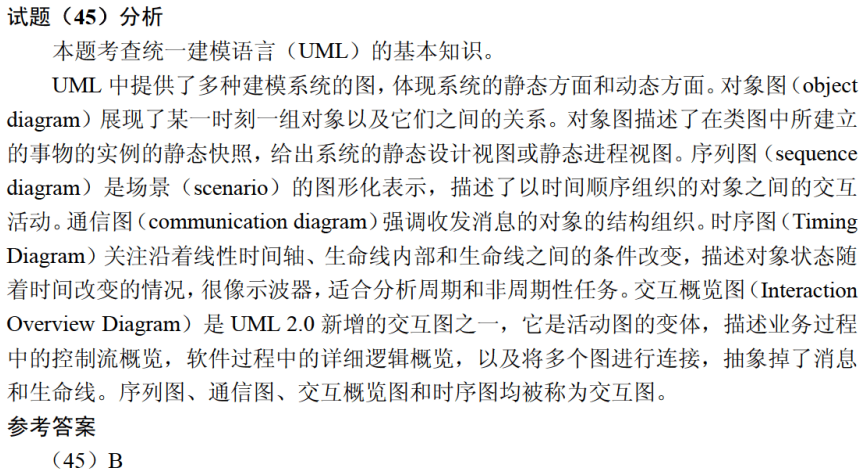 试题（45）分析
本题考查统一建模语言（UML）的基本知识。
UML 中提供了多种建模系统的图，体现系统的静态方面和动态方面。对象图（object
diagram）展现了某一时刻一组对象以及它们之间的关系。对象图描述了在类图中所建立
的事物的实例的静态快照，给出系统的静态设计视图或静态进程视图。序列图（sequence
diagram）是场景（scenario）的图形化表示，描述了以时间顺序组织的对象之间的交互
活动。通信图（communication diagram）强调收发消息的对象的结构组织。时序图（Timing
Diagram）关注沿着线性时间轴、生命线内部和生命线之间的条件改变，描述对象状态随
着时间改变的情况，很像示波器，适合分析周期和非周期性任务。交互概览图（Interaction
Overview Diagram）是 UML 2.0 新增的交互图之一，它是活动图的变体，描述业务过程
中的控制流概览，软件过程中的详细逻辑概览，以及将多个图进行连接，抽象掉了消息
和生命线。序列图、通信图、交互概览图和时序图均被称为交互图。
参考答案
（45）B